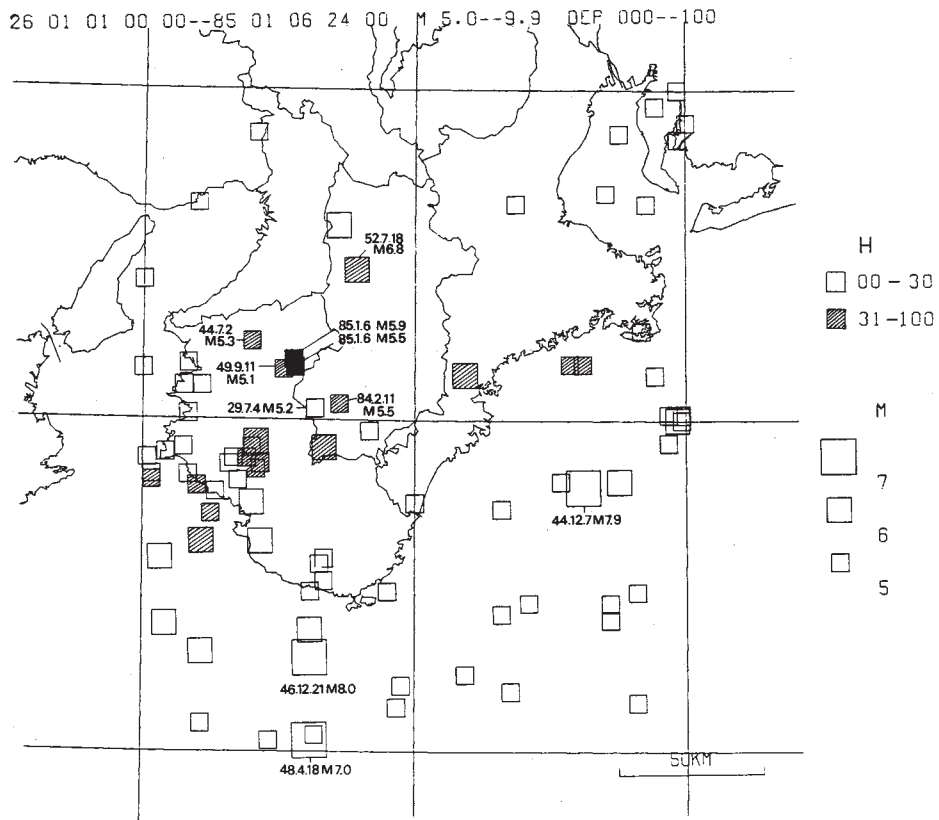 26 01 01 00 00--85 01 06 24 00 M 5.0--9.9 DEP 000--100
52.7.18
M6.8
H
00-30
31-100
44.7.2
M5.3
85.1.6 M5.9
85.1.6 M5.5
49.9.11
M5.1
29.7.4 M5.2
84.2.11
M5.5
M
7
6
5
44.12.7 M7.9
46.12.21 M8.0
48.4.18 M7.0
50KM